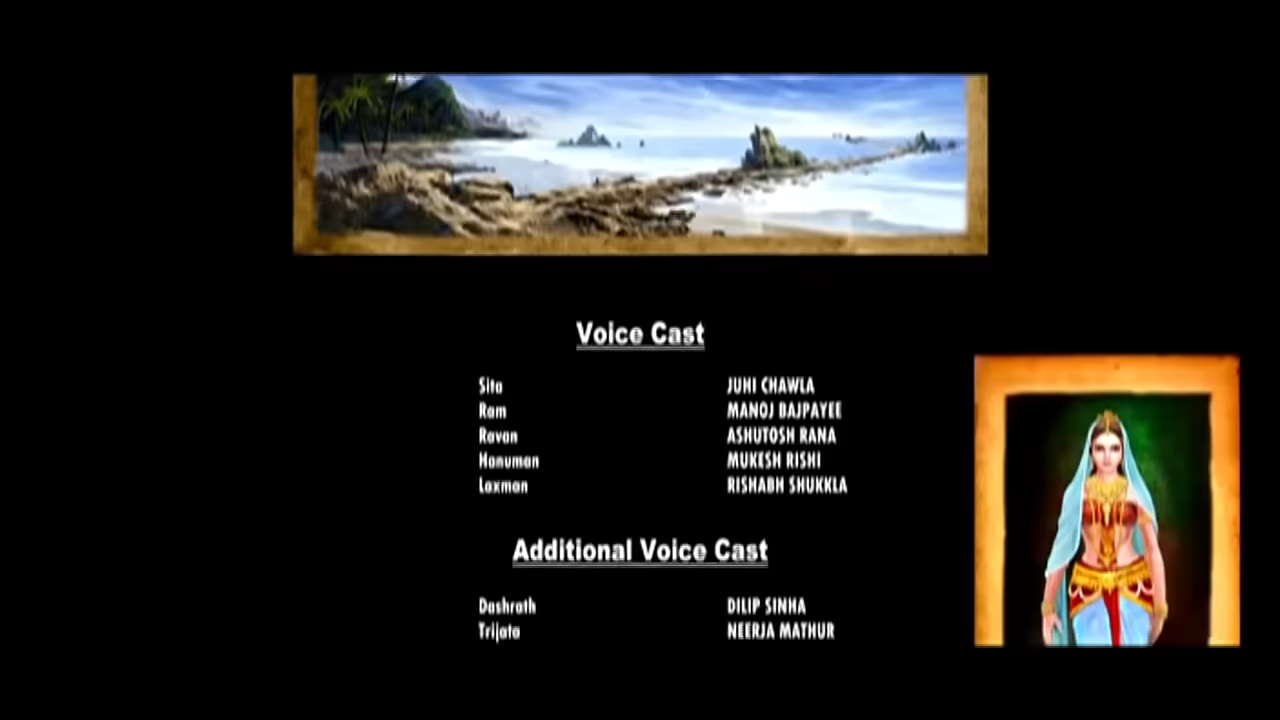 Voice Cast
Sita JUHI CHAWLA
Ram MANOJ BAJPAYEE
Ravan ASHUTOSH RANA
Hanuman MUKESH RISHI
Laxman RISHABH SHUKKLA
Additional Voice Cast
Dashrath DILIP SINHA
Trijata NEERJA MATHUR